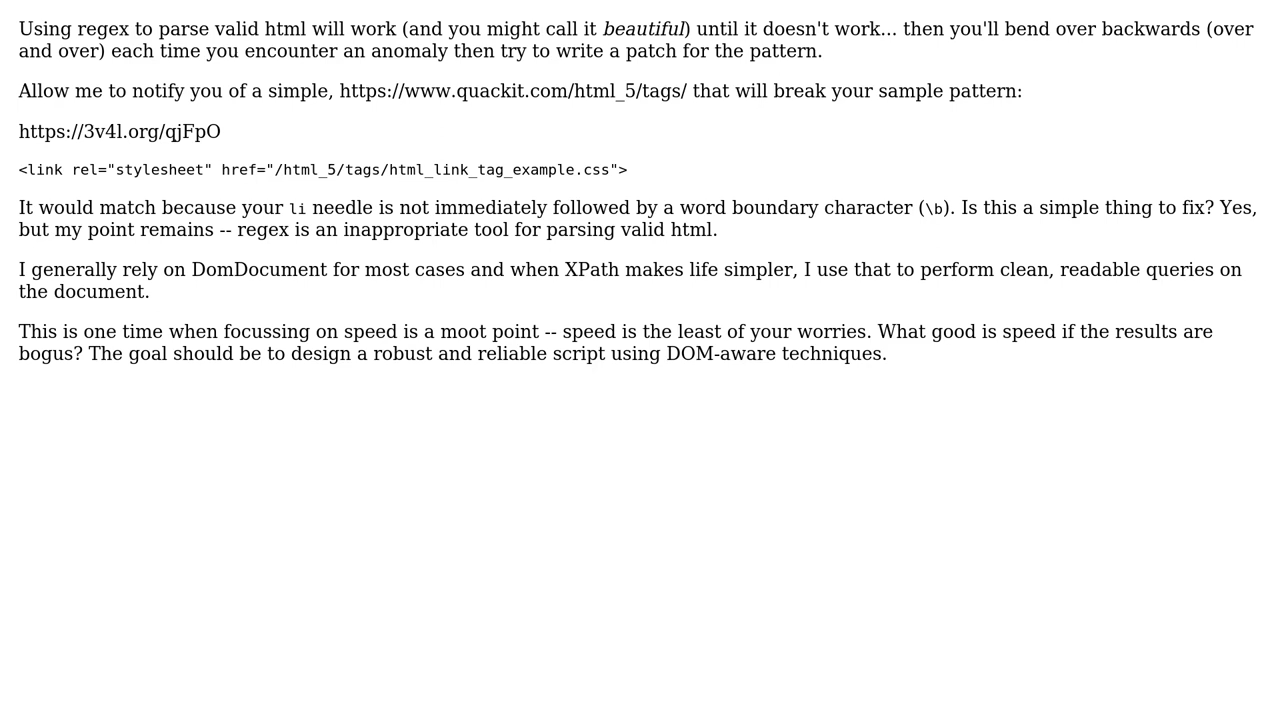 Using regex to parse valid html will work (and you might call it beautiful) until it doesn't work... then you'll bend over backwards (over
and over) each time you encounter an anomaly then try to write a patch for the pattern.
Allow me to notify you of a simple, https://www.quackit.com/html_5/tags/ that will break your sample pattern:
https://3v4l.org/qjFpO
<link rel="stylesheet" href="/html_5/tags/html_link_tag_example.css">
It would match because your li needle is not immediately followed by a word boundary character (\b). Is this a simple thing to fix? Yes,
but my point remains -- regex is an inappropriate tool for parsing valid html.
I generally rely on DomDocument for most cases and when XPath makes life simpler, I use that to perform clean, readable queries on
the document.
This is one time when focussing on speed is a moot point -- speed is the least of your worries. What good is speed if the results are
bogus? The goal should be to design a robust and reliable script using DOM-aware techniques.